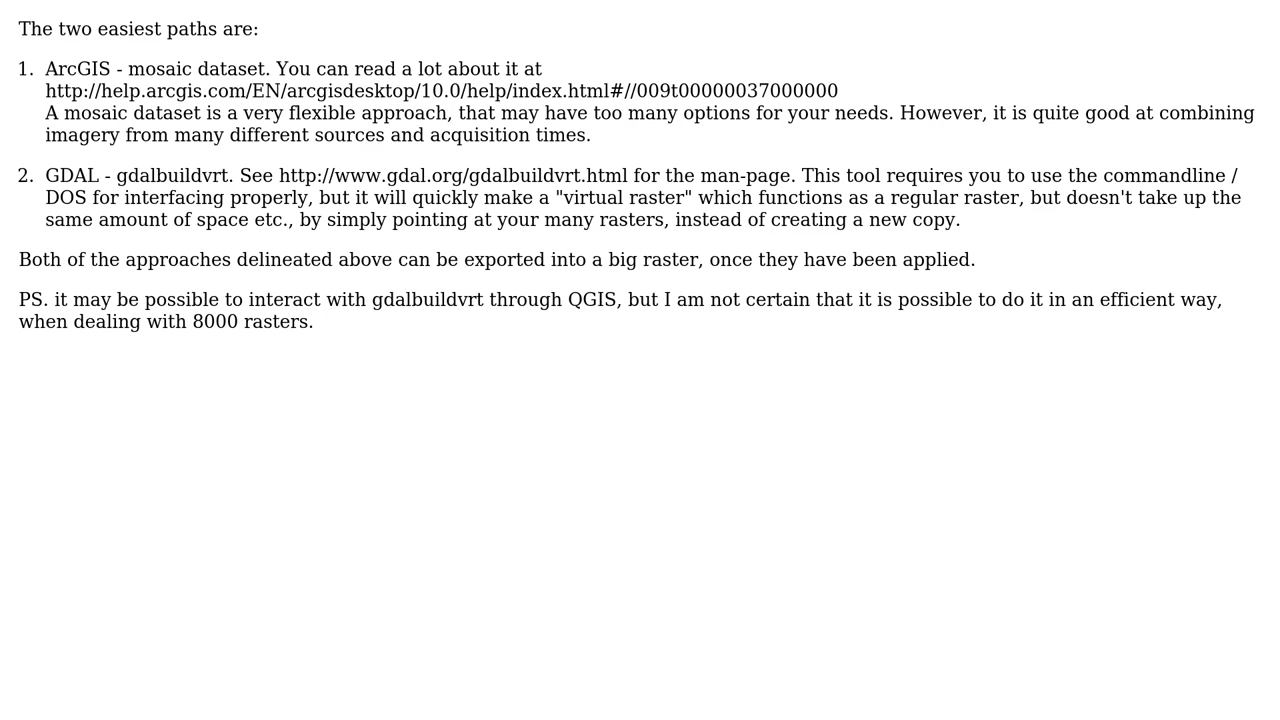 The two easiest paths are:
1. ArcGIS - mosaic dataset. You can read a lot about it at
http://help.arcgis.com/EN/arcgisdesktop/10.0/help/index.html#//009t00000037000000
A mosaic dataset is a very flexible approach, that may have too many options for your needs. However, it is quite good at combining
imagery from many different sources and acquisition times.
2. GDAL - gdalbuildvrt. See http://www.gdal.org/gdalbuildvrt.html for the man-page. This tool requires you to use the commandline /
DOS for interfacing properly, but it will quickly make a "virtual raster" which functions as a regular raster, but doesn't take up the
same amount of space etc., by simply pointing at your many rasters, instead of creating a new copy.
Both of the approaches delineated above can be exported into a big raster, once they have been applied.
PS. it may be possible to interact with gdalbuildvrt through QGIS, but I am not certain that it is possible to do it in an efficient way,
when dealing with 8000 rasters.